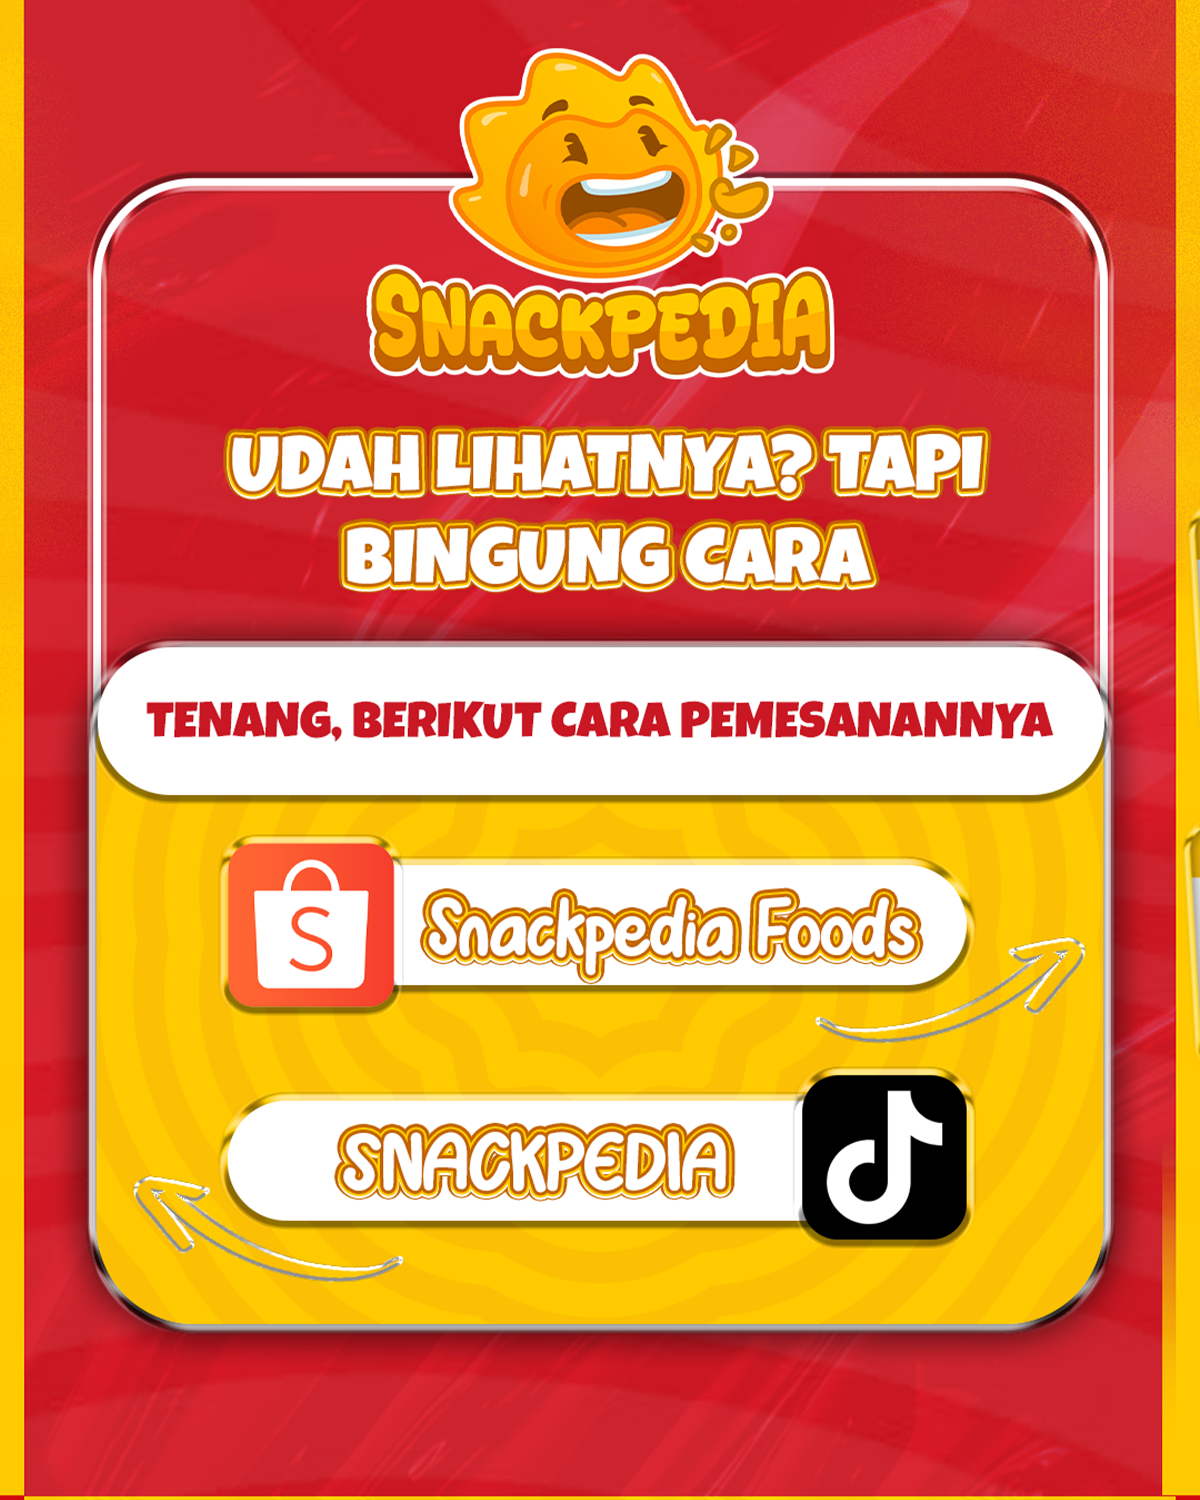 SNACKPEDIA
UDAH LIHATNYA? TAPI
BINGUNG CARA
TENANG, BERIKUT CARA PEMESANANNYA
S
Snackpedia Foods
SNACKPEDIA